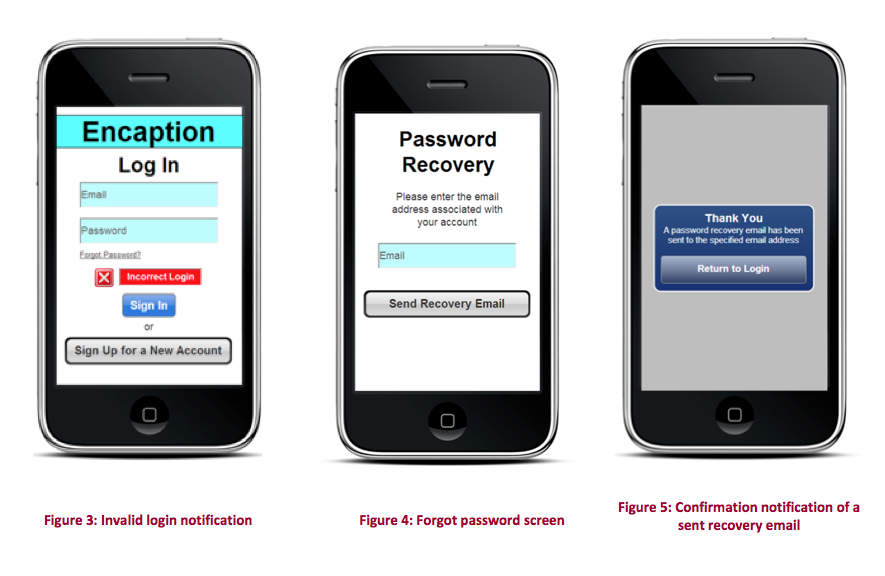 Encaption
Log In
Email
Password
Forgot Password?
Incorrect Login
Sign In
or
Sign Up for a New Account
Figure 3: Invalid login notification
Password
Recovery
Please enter the email
address associated with
your account
Email
Send Recovery Email
Figure 4: Forgot password screen
Thank You
A password recovery email has been
sent to the specified email address
Return to Login
Figure 5: Confirmation notification of a
sent recovery email